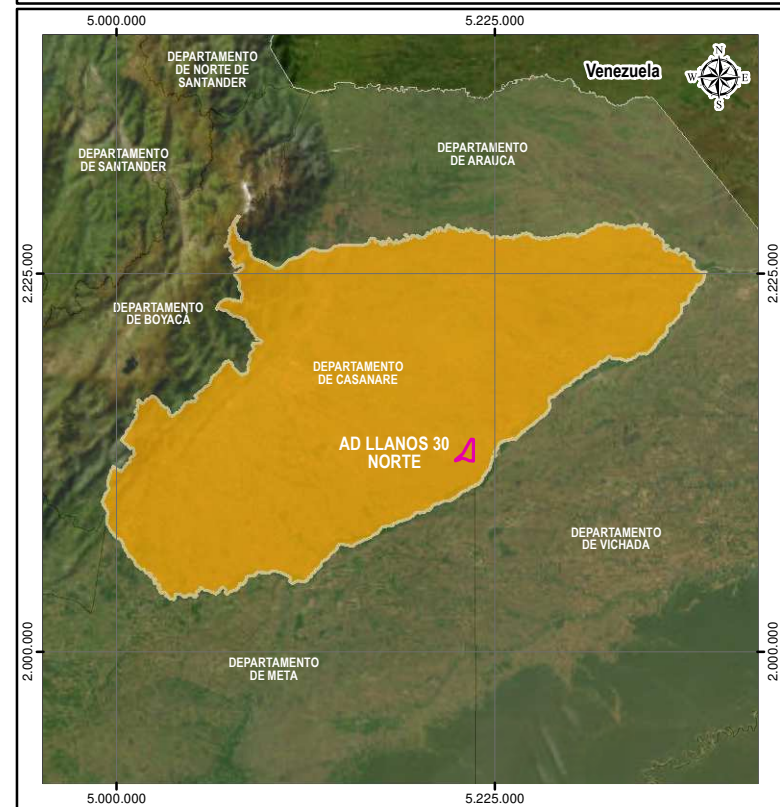 5.000.000
5.225.000
DEPARTAMENTO
DE NORTE DE
SANTANDER
Venezuela
N
W
E
S
DEPARTAMENTO
DE SANTANDER
DEPARTAMENTO
DE ARAUCA
2.225.000
2.225.000
DEPARTAMENTO
DE BOYACÁ
DEPARTAMENTO
DE CASANARE
AD LLANOS 30
NORTE
DEPARTAMENTO
DE VICHADA
2.000.000
2.000.000
DEPARTAMENTO
DE META
5.000.000
5.225.000